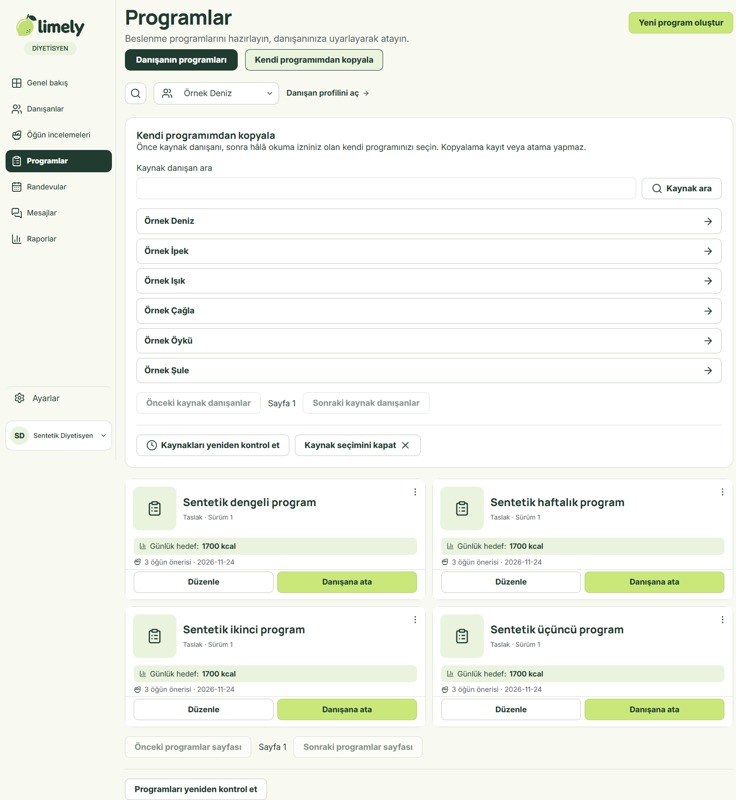 limely
DİYETİSYEN
Genel bakış
Danışanlar
Öğün incelemeleri
Programlar
Randevular
Mesajlar
Raporlar
Ayarlar
SD Sentetik Diyetisyen
Programlar
Beslenme programlarını hazırlayın, danışanınıza uyarlayarak atayın.
Yeni program oluştur
Danışanın programları
Kendi programımdan kopyala
Örnek Deniz
Danışan profilini aç →
Kendi programımdan kopyala
Önce kaynak danışanı, sonra hâlâ okuma izniniz olan kendi programınızı seçin. Kopyalama kayıt veya atama yapmaz.
Kaynak danışan ara
Kaynak ara
Örnek Deniz
Örnek İpek
Örnek Işık
Örnek Çağla
Örnek Öykü
Örnek Şule
Önceki kaynak danışanlar
Sayfa 1
Sonraki kaynak danışanlar
Kaynakları yeniden kontrol et
Kaynak seçimini kapat
Sentetik dengeli program
Taslak · Sürüm 1
Günlük hedef: 1700 kcal
3 öğün önerisi · 2026-11-24
Düzenle
Danışana ata
Sentetik haftalık program
Taslak · Sürüm 1
Günlük hedef: 1700 kcal
3 öğün önerisi · 2026-11-24
Düzenle
Danışana ata
Sentetik ikinci program
Taslak · Sürüm 1
Günlük hedef: 1700 kcal
3 öğün önerisi · 2026-11-24
Düzenle
Danışana ata
Sentetik üçüncü program
Taslak · Sürüm 1
Günlük hedef: 1700 kcal
3 öğün önerisi · 2026-11-24
Düzenle
Danışana ata
Önceki programlar sayfası
Sayfa 1
Sonraki programlar sayfası
Programları yeniden kontrol et